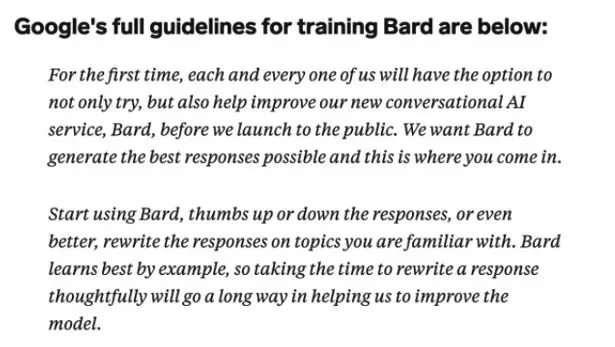 Google's full guidelines for training Bard are below:
For the first time, each and every one of us will have the option to
not only try, but also help improve our new conversational AI
service, Bard, before we launch to the public. We want Bard to
generate the best responses possible and this is where you come in.
Start using Bard, thumbs up or down the responses, or even
better, rewrite the responses on topics you are familiar with. Bard
learns best by example, so taking the time to rewrite a response
thoughtfully will go a long way in helping us to improve the
model.